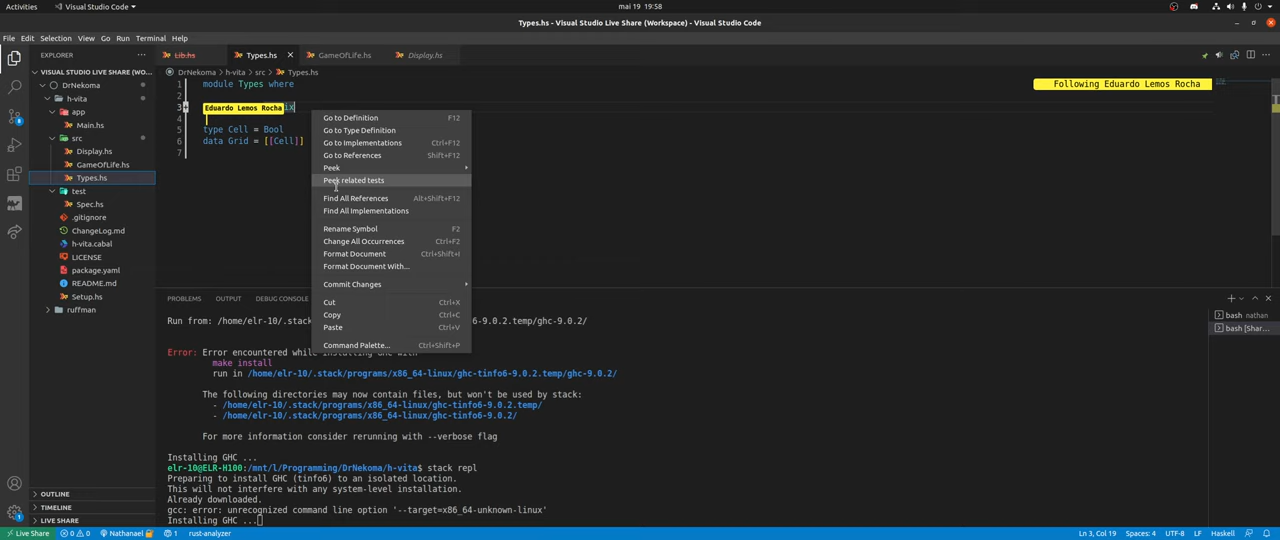 Activities
Visual Studio Code
mai 19 19:58
Types.hs - Visual Studio Live Share (Workspace) - Visual Studio Code
File Edit Selection View Go Run Terminal Help
EXPLORER
Lib.hs
Types.hs
GameOfLife.hs
Display.hs
VISUAL STUDIO LIVE SHARE (WO...
DrNekoma > h-vita > src > Types.hs
DrNekoma
h-vita
app
Main.hs
src
Display.hs
GameOfLife.hs
Types.hs
test
Spec.hs
.gitignore
ChangeLog.md
h-vita.cabal
LICENSE
package.yaml
README.md
Setup.hs
ruffman
OUTLINE
TIMELINE
LIVE SHARE
1 module Types where
2
3 Eduardo Lemos Rocha ix
5 type Cell = Bool
6 data Grid = [[Cell]]
7
Following Eduardo Lemos Rocha
Go to Definition F12
Go to Type Definition
Go to Implementations Ctrl+F12
Go to References Shift+F12
Peek
Peek related tests
Find All References Alt+Shift+F12
Find All Implementations
Rename Symbol F2
Change All Occurrences Ctrl+F2
Format Document Ctrl+Shift+I
Format Document With...
Commit Changes
Cut Ctrl+X
Copy Ctrl+C
Paste Ctrl+V
Command Palette... Ctrl+Shift+P
PROBLEMS OUTPUT DEBUG CONSOLE
bash nathan
bash [Shar...
Run from: /home/elr-10/.stack/ -9.0.2.temp/ghc-9.0.2/
Error: Error encountered while installing GHC with
make install
run in /home/elr-10/.stack/programs/x86_64-linux/ghc-tinfo6-9.0.2.temp/ghc-9.0.2/
The following directories may now contain files, but won't be used by stack:
- /home/elr-10/.stack/programs/x86_64-linux/ghc-tinfo6-9.0.2.temp/
- /home/elr-10/.stack/programs/x86_64-linux/ghc-tinfo6-9.0.2/
For more information consider rerunning with --verbose flag
Installing GHC ...
elr-10@ELR-H100:/mnt/l/Programming/DrNekoma/h-vita$ stack repl
Preparing to install GHC (tinfo6) to an isolated location.
This will not interfere with any system-level installation.
Already downloaded.
gcc: error: unrecognized command line option '--target=x86_64-unknown-linux'
Installing GHC ...
Live Share 0 0 Nathanael 1 rust-analyzer
Ln 3, Col 19 Spaces: 4 UTF-8 LF Haskell